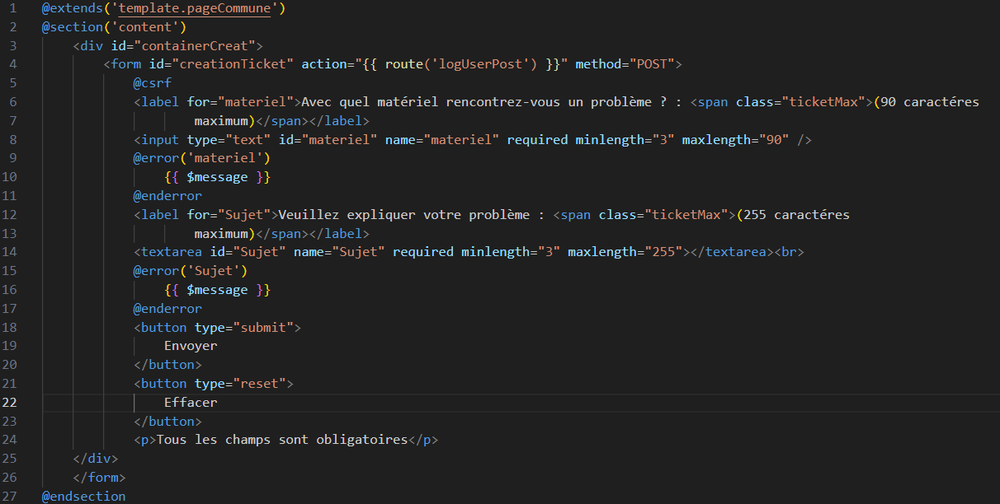 1 @extends('template.pageCommune')
2 @section('content')
3 <div id="containerCreat">
4 <form id="creationTicket" action="{{ route('logUserPost') }}" method="POST">
5 @csrf
6 <label for="materiel">Avec quel matériel rencontrez-vous un problème ? : <span class="ticketMax">(90 caractéres
7 maximum)</span></label>
8 <input type="text" id="materiel" name="materiel" required minlength="3" maxlength="90" />
9 @error('materiel')
10 {{ $message }}
11 @enderror
12 <label for="Sujet">Veuillez expliquer votre problème : <span class="ticketMax">(255 caractéres
13 maximum)</span></label>
14 <textarea id="Sujet" name="Sujet" required minlength="3" maxlength="255"></textarea><br>
15 @error('Sujet')
16 {{ $message }}
17 @enderror
18 <button type="submit">
19 Envoyer
20 </button>
21 <button type="reset">
22 Effacer
23 </button>
24 <p>Tous les champs sont obligatoires</p>
25 </div>
26 </form>
27 @endsection